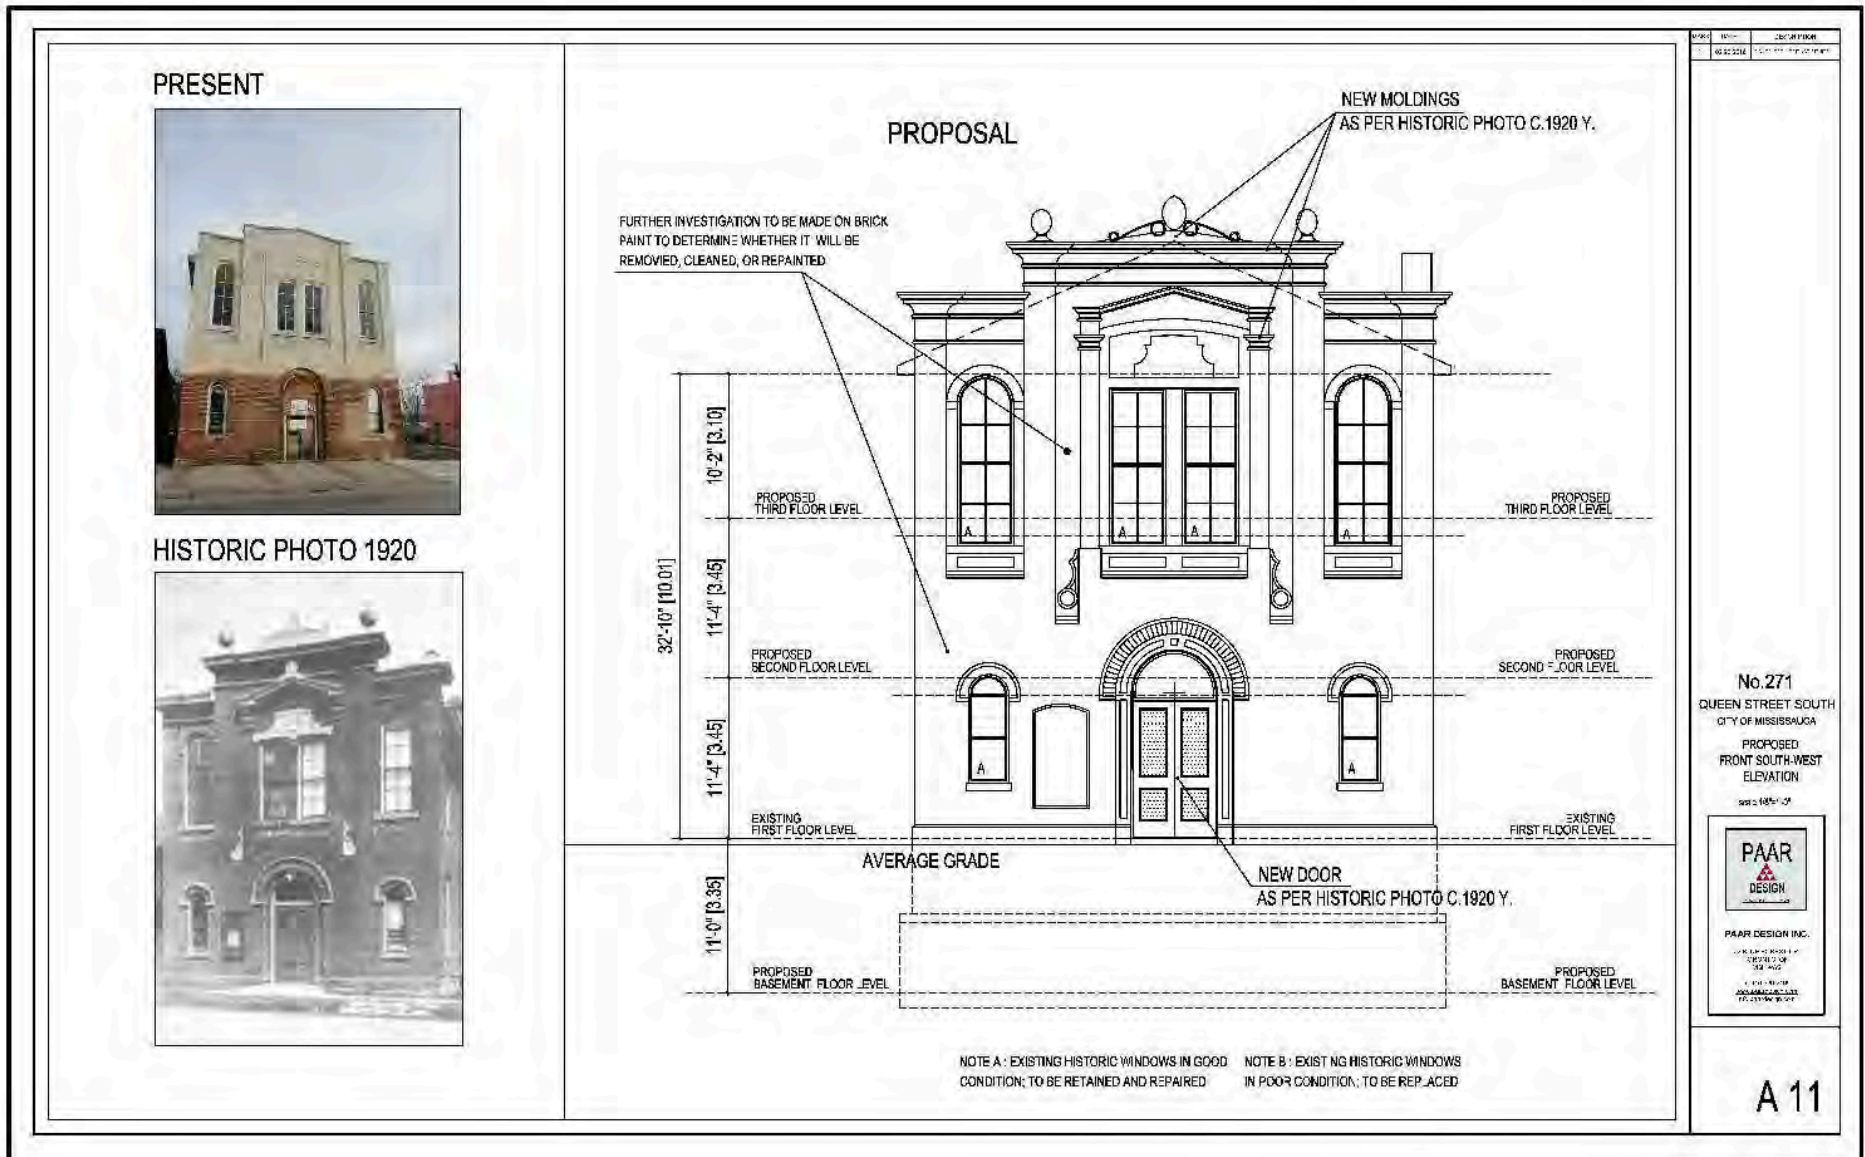 PRESENT
HISTORIC PHOTO 1920
PROPOSAL
NEW MOLDINGS
AS PER HISTORIC PHOTO C.1920 Y.
FURTHER INVESTIGATION TO BE MADE ON BRICK
PAINT TO DETERMINE WHETHER IT WILL BE
REMOVIED, CLEANED, OR REPAINTED
10'-2" [3.10]
11'-4" [3.45]
11'-4" [3.45]
32'-10" [10.01]
11'-0" [3.35]
PROPOSED
THIRD FLOOR LEVEL
PROPOSED
THIRD FLOOR LEVEL
A
A
A
A
PROPOSED
SECOND FLOOR LEVEL
PROPOSED
SECOND FLOOR LEVEL
A
A
EXISTING
FIRST FLOOR LEVEL
EXISTING
FIRST FLOOR LEVEL
AVERAGE GRADE
NEW DOOR
AS PER HISTORIC PHOTO C.1920 Y.
PROPOSED
BASEMENT FLOOR LEVEL
PROPOSED
BASEMENT FLOOR LEVEL
NOTE A : EXISTING HISTORIC WINDOWS IN GOOD
CONDITION; TO BE RETAINED AND REPAIRED
NOTE B : EXISTING HISTORIC WINDOWS
IN POOR CONDITION; TO BE REPLACED
DESCRIPTION
No.271
QUEEN STREET SOUTH
CITY OF MISSISSAUGA
PROPOSED
FRONT SOUTH-WEST
ELEVATION
PAAR
DESIGN
PAAR DESIGN INC.
A 11